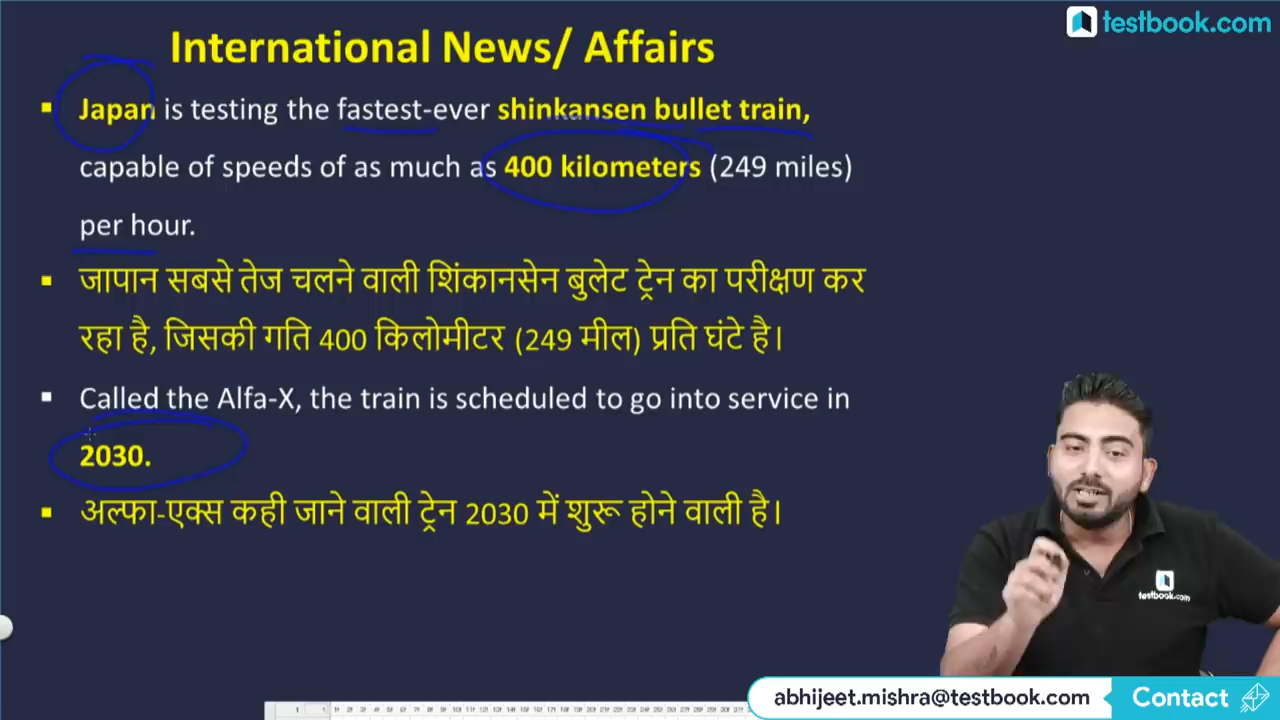 testbook.com
International News/ Affairs
▪ Japan is testing the fastest-ever shinkansen bullet train,
capable of speeds of as much as 400 kilometers (249 miles)
per hour.
▪ जापान सबसे तेज चलने वाली शिंकानसेन बुलेट ट्रेन का परीक्षण कर
रहा है, जिसकी गति 400 किलोमीटर (249 मील) प्रति घंटे है।
▪ Called the Alfa-X, the train is scheduled to go into service in
2030.
▪ अल्फा-एक्स कही जाने वाली ट्रेन 2030 में शुरू होने वाली है।
testbook.com
abhijeet.mishra@testbook.com Contact